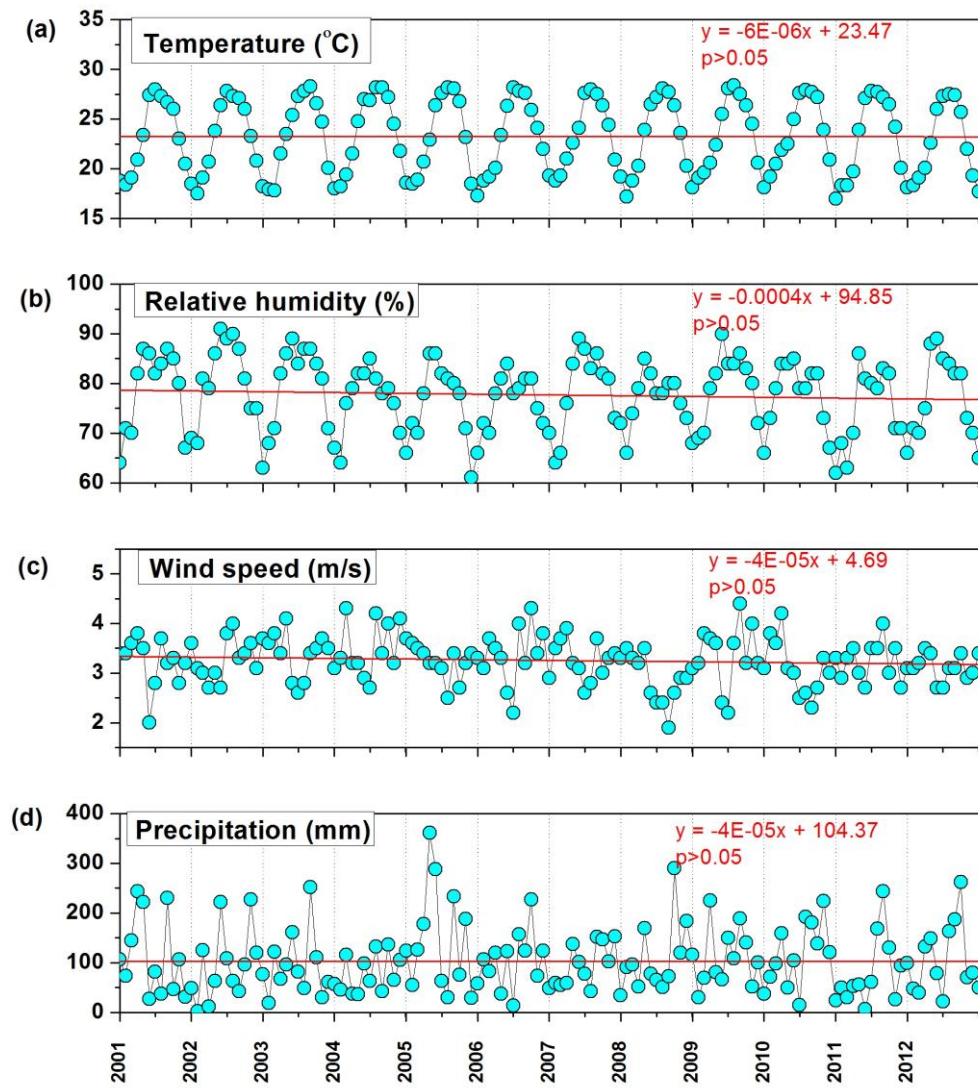 (a)
Temperature (°C)
y = -6E-06x + 23.47
p>0.05
35
30
25
20
15
(b)
Relative humidity (%)
y = -0.0004x + 94.85
p>0.05
100
90
80
70
60
(c)
Wind speed (m/s)
y = -4E-05x + 4.69
p>0.05
5
4
3
2
(d)
Precipitation (mm)
y = -4E-05x + 104.37
p>0.05
400
300
200
100
0
2001
2002
2003
2004
2005
2006
2007
2008
2009
2010
2011
2012